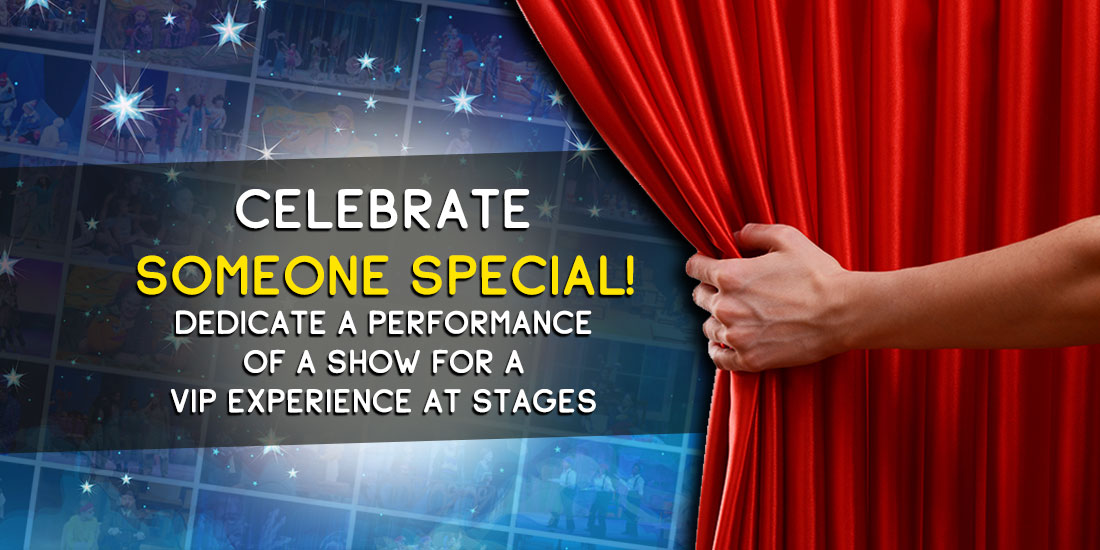 CELEBRATE
SOMEONE SPECIAL!
DEDICATE A PERFORMANCE
OF A SHOW FOR A
VIP EXPERIENCE AT STAGES